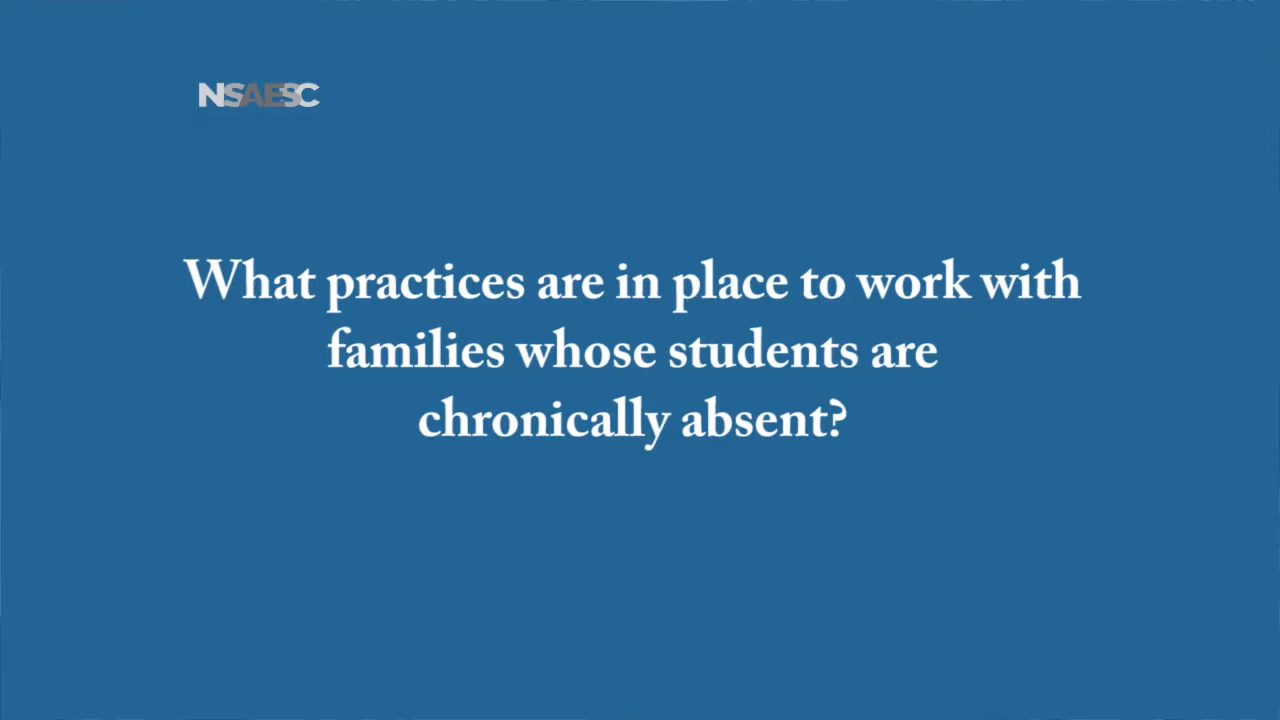 NSAESC
What practices are in place to work with
families whose students are
chronically absent?